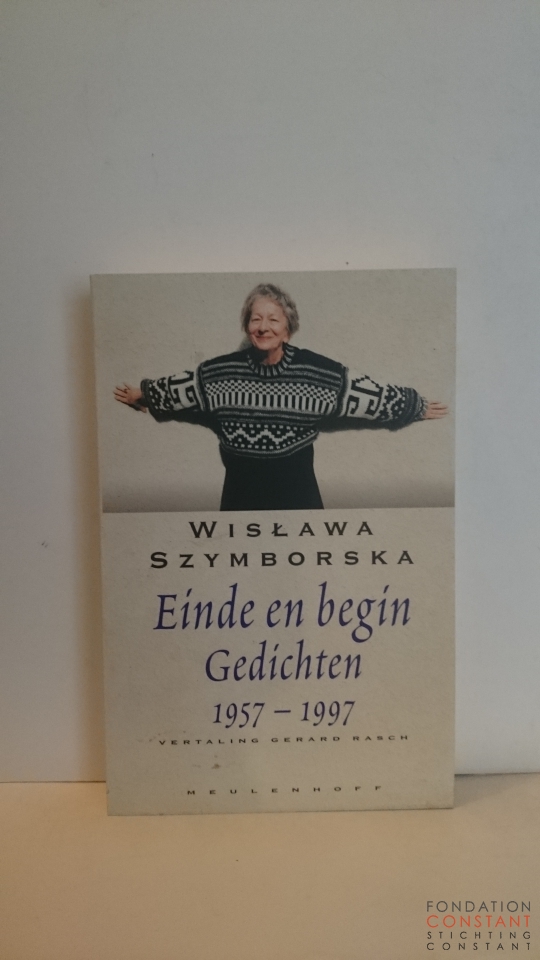 WISŁAWA
SZYMBORSKA
Einde en begin
Gedichten
1957 – 1997
VERTALING GERARD RASCH
MEULENHOFF
FONDATION
CONSTANT
STICHTING
CONSTANT